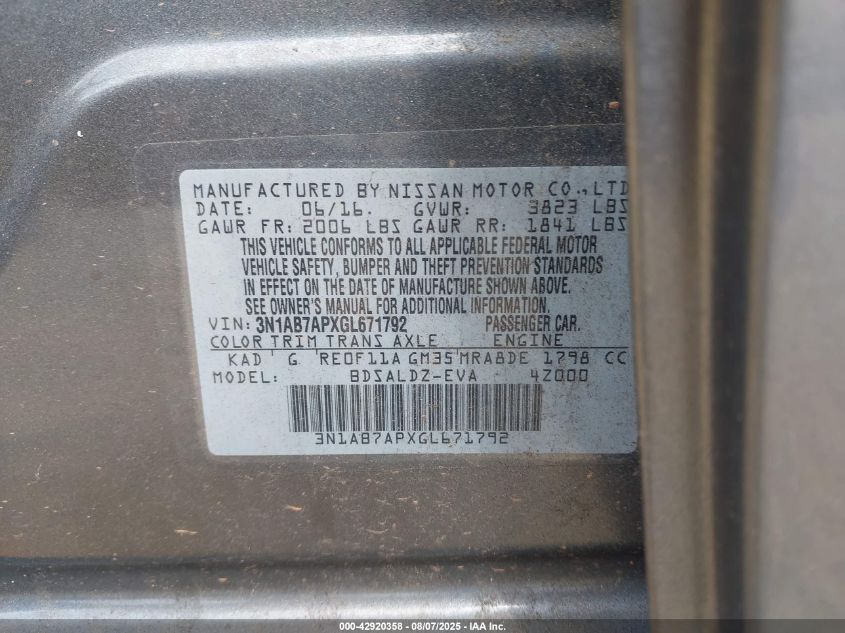 MANUFACTURED BY NISSAN MOTOR CO., LTD
DATE: 06/16. GVWR: 3823 LBS
GAWR FR: 2006 LBS GAWR RR: 1841 LBS
THIS VEHICLE CONFORMS TO ALL APPLICABLE FEDERAL MOTOR
VEHICLE SAFETY, BUMPER AND THEFT PREVENTION STANDARDS
IN EFFECT ON THE DATE OF MANUFACTURE SHOWN ABOVE.
SEE OWNER'S MANUAL FOR ADDITIONAL INFORMATION.
VIN: 3N1AB7APXGL671792 PASSENGER CAR.
COLOR TRIM TRANS AXLE ENGINE
KAD G RE0F11A GM35 MRA8DE 1798 CC
MODEL: BDSALDZ-EVA 4Z000
3N1AB7APXGL671792
000-42920358 - 08/07/2025 - IAA Inc.